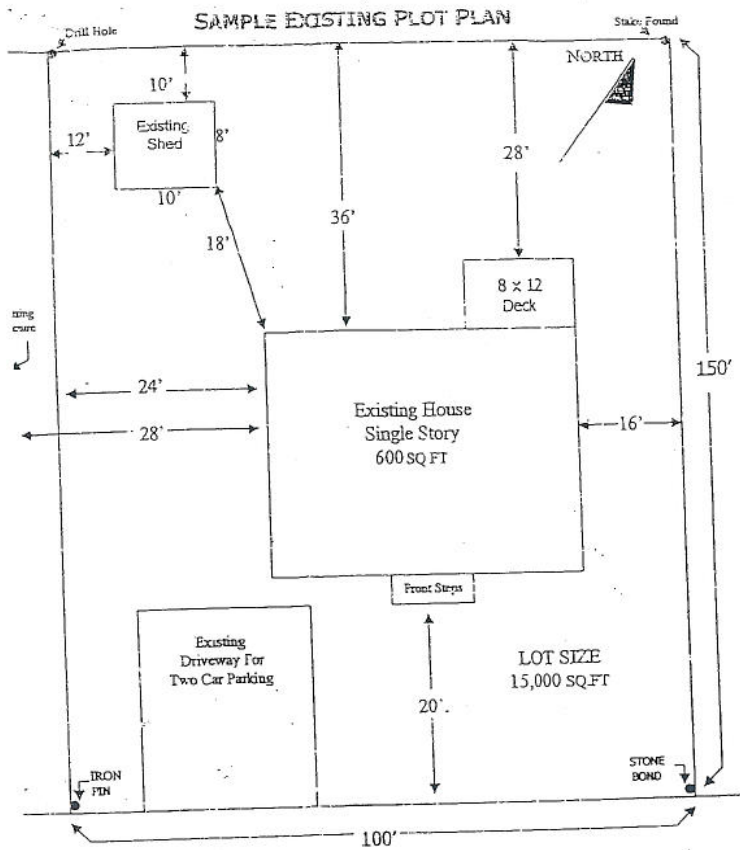 SAMPLE EXISTING PLOT PLAN
Drill Hole
Stake Found
NORTH
10'
Existing
Shed
8'
12'
10'
28'
36'
18'
8 x 12
Deck
150'
24'
28'
Existing House
Single Story
600 SQ FT
16'
Front Steps
Existing
Driveway For
Two Car Parking
LOT SIZE
15,000 SQ.FT
20'
IRON
PIN
STONE
BOND
100'